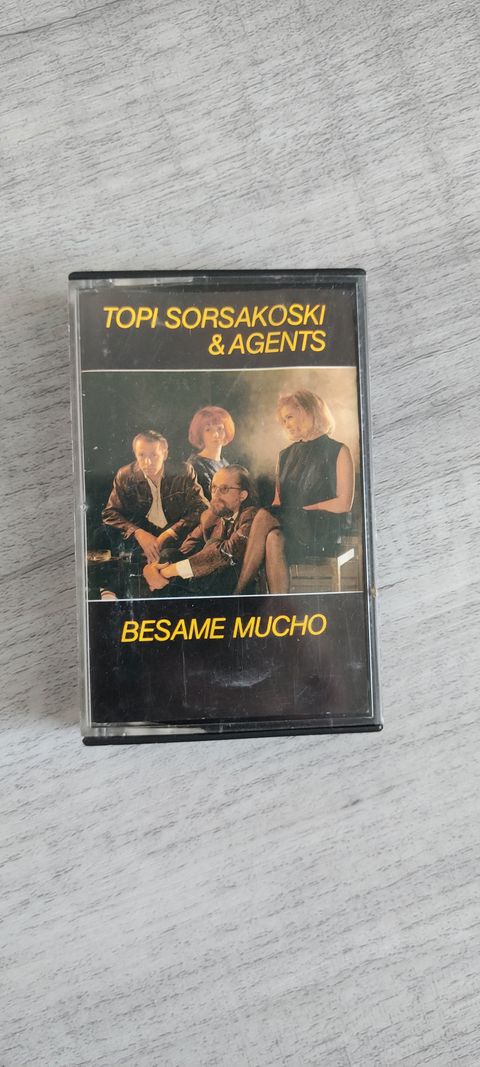 TOPI SORSAKOSKI
& AGENTS
BESAME MUCHO